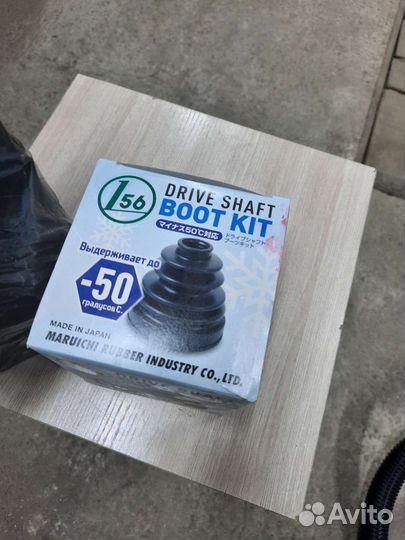 156
DRIVE SHAFT
BOOT KIT
マイナス50℃対応
ドライブシャフト
ブーツキット
Выдерживает до
-50
градусов С.
MADE IN JAPAN
MARUICHI RUBBER INDUSTRY CO., LTD.
Avito